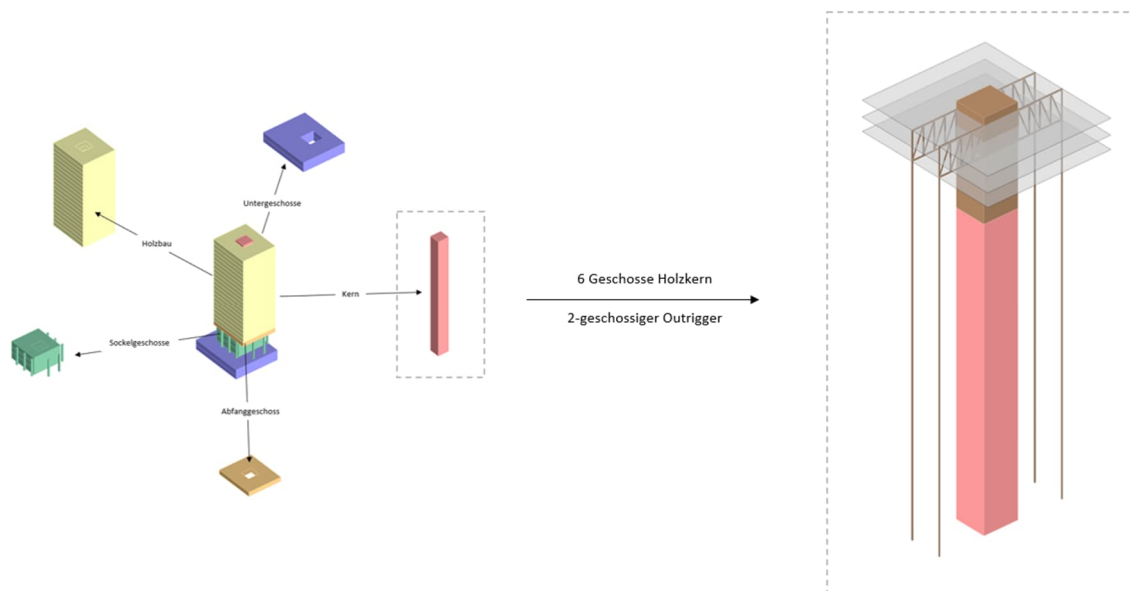 Untergeschosse
Holzbau
Kern
6 Geschosse Holzkern
2-geschossiger Outrigger
Sockelgeschosse
Abfanggeschoss